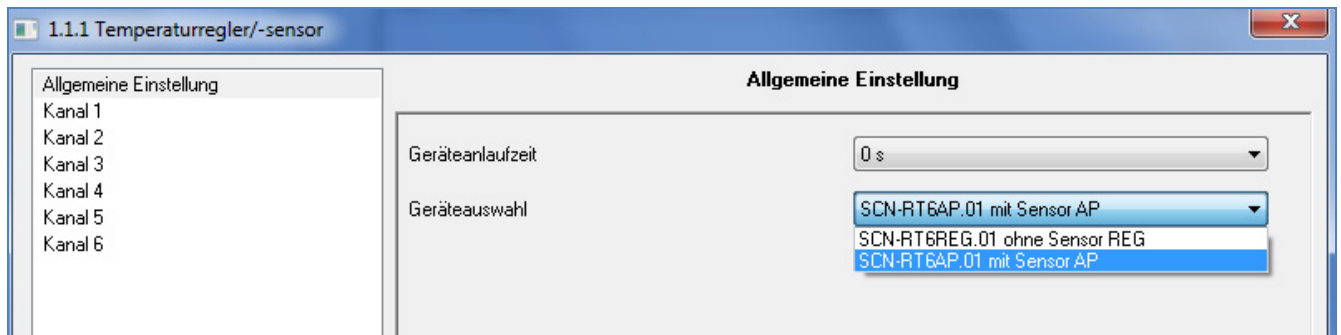 1.1.1 Temperaturregler/-sensor
Allgemeine Einstellung
Kanal 1
Kanal 2
Kanal 3
Kanal 4
Kanal 5
Kanal 6
Allgemeine Einstellung
Geräteanlaufzeit 0 s
Geräteauswahl SCN-RT6AP.01 mit Sensor AP
SCN-RT6REG.01 ohne Sensor REG
SCN-RT6AP.01 mit Sensor AP